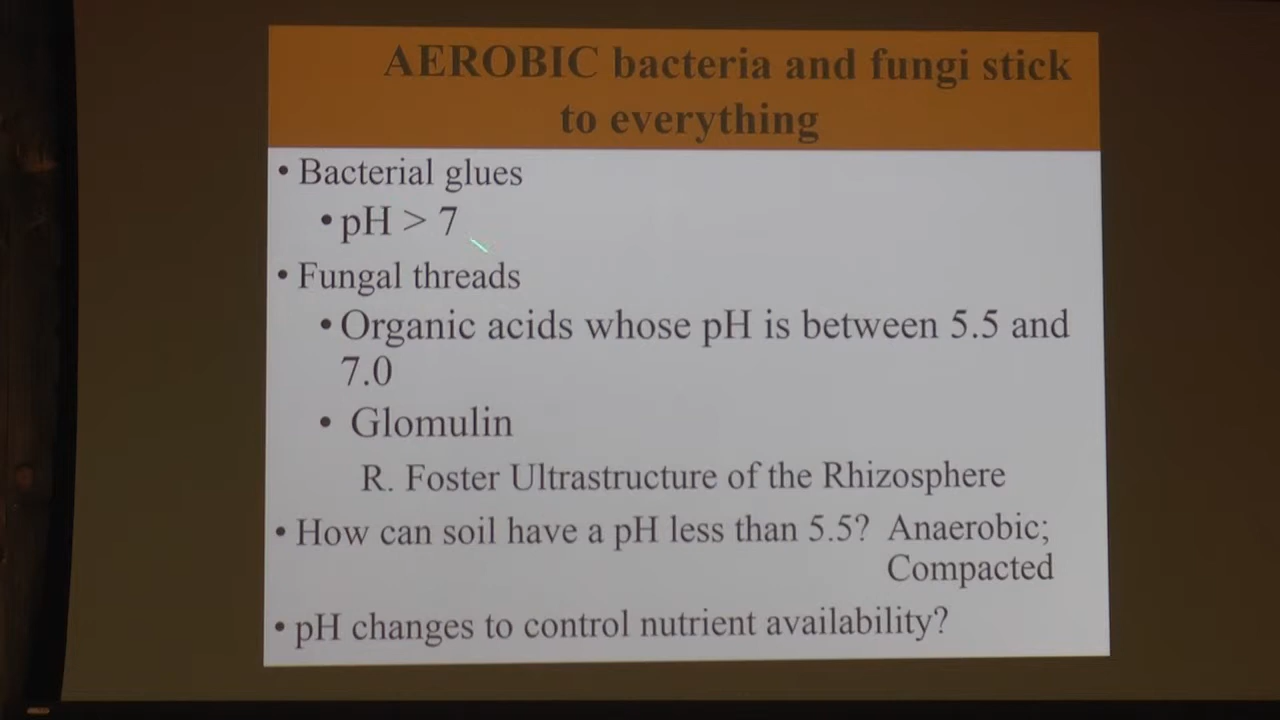 AEROBIC bacteria and fungi stick
to everything
• Bacterial glues
• pH > 7
• Fungal threads
• Organic acids whose pH is between 5.5 and
7.0
• Glomulin
R. Foster Ultrastructure of the Rhizosphere
• How can soil have a pH less than 5.5? Anaerobic;
Compacted
• pH changes to control nutrient availability?